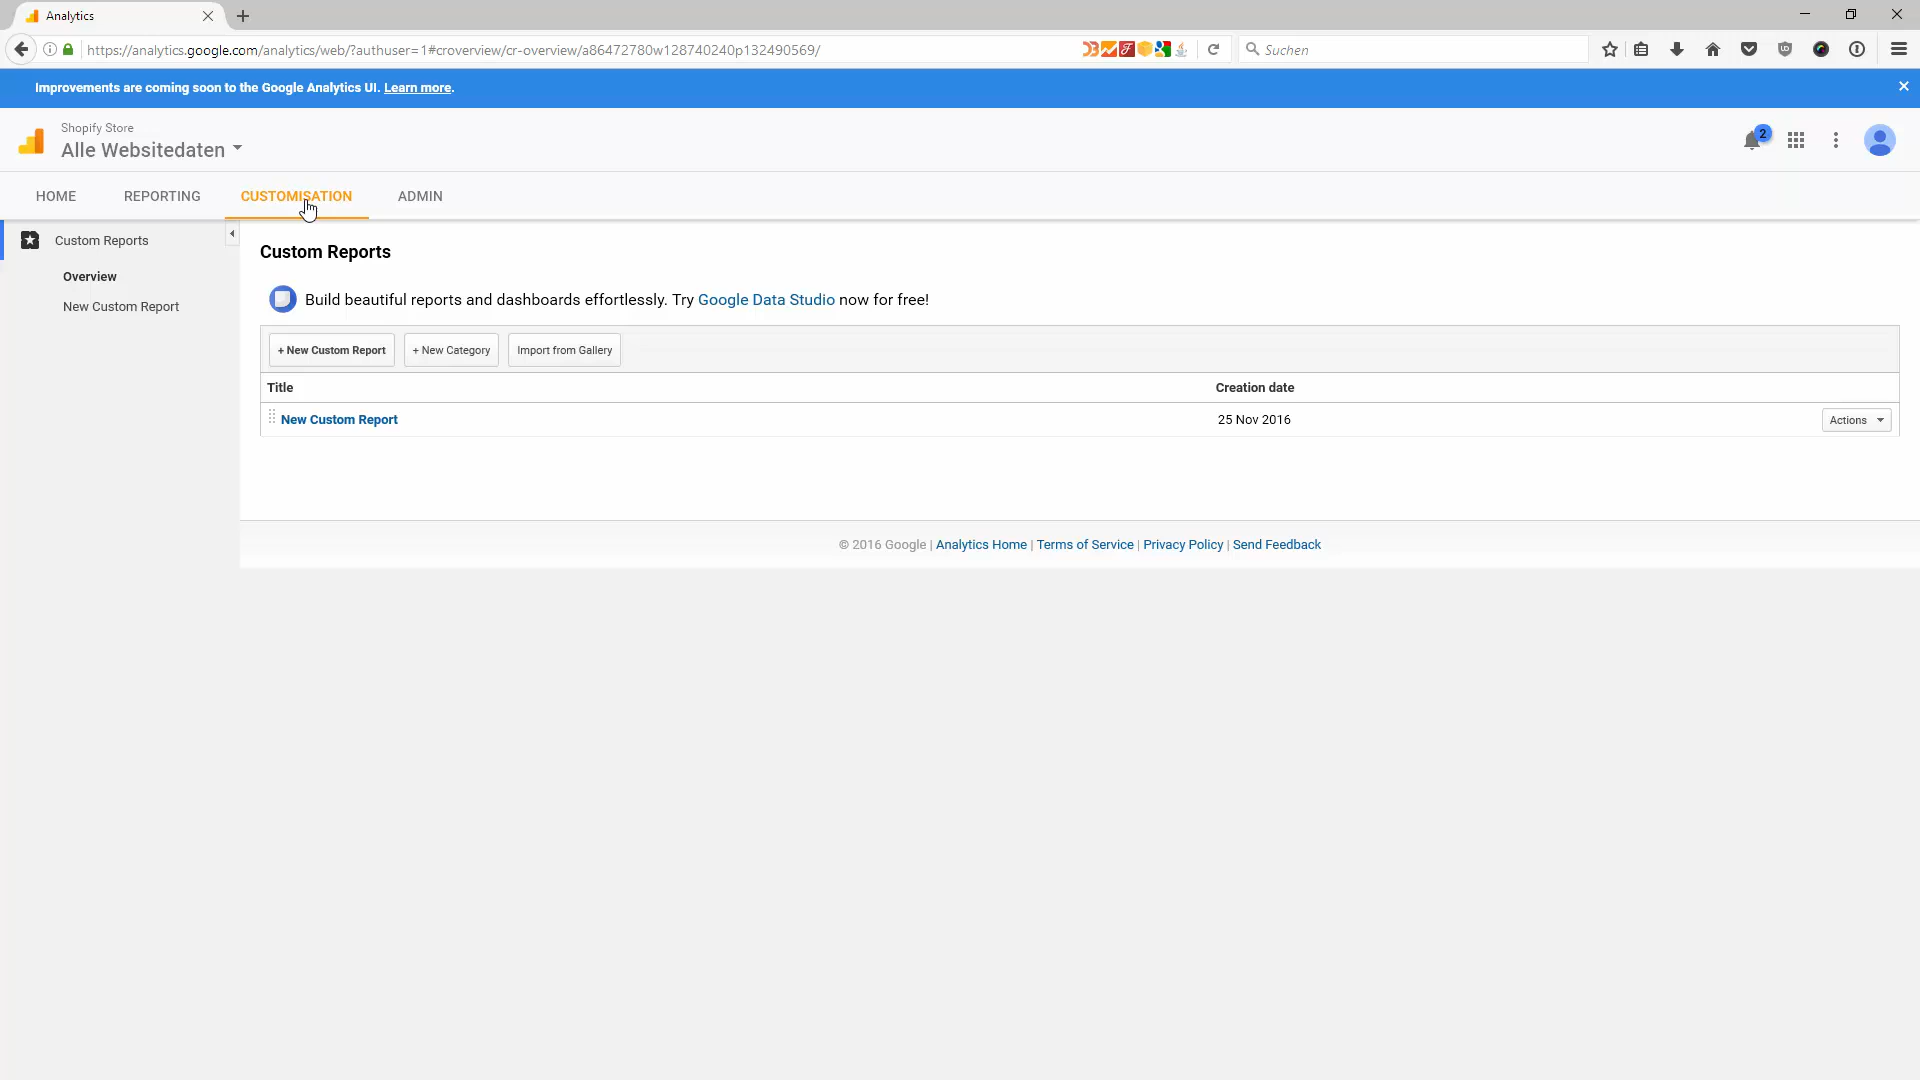 Analytics
https://analytics.google.com/analytics/web/?authuser=1#croverview/cr-overview/a86472780w128740240p132490569/
Suchen
Improvements are coming soon to the Google Analytics UI. Learn more.
Shopify Store
Alle Websitedaten
2
HOME
REPORTING
CUSTOMISATION
ADMIN
Custom Reports
Overview
New Custom Report
Custom Reports
Build beautiful reports and dashboards effortlessly. Try Google Data Studio now for free!
+ New Custom Report
+ New Category
Import from Gallery
Title
Creation date
New Custom Report
25 Nov 2016
Actions
© 2016 Google | Analytics Home | Terms of Service | Privacy Policy | Send Feedback